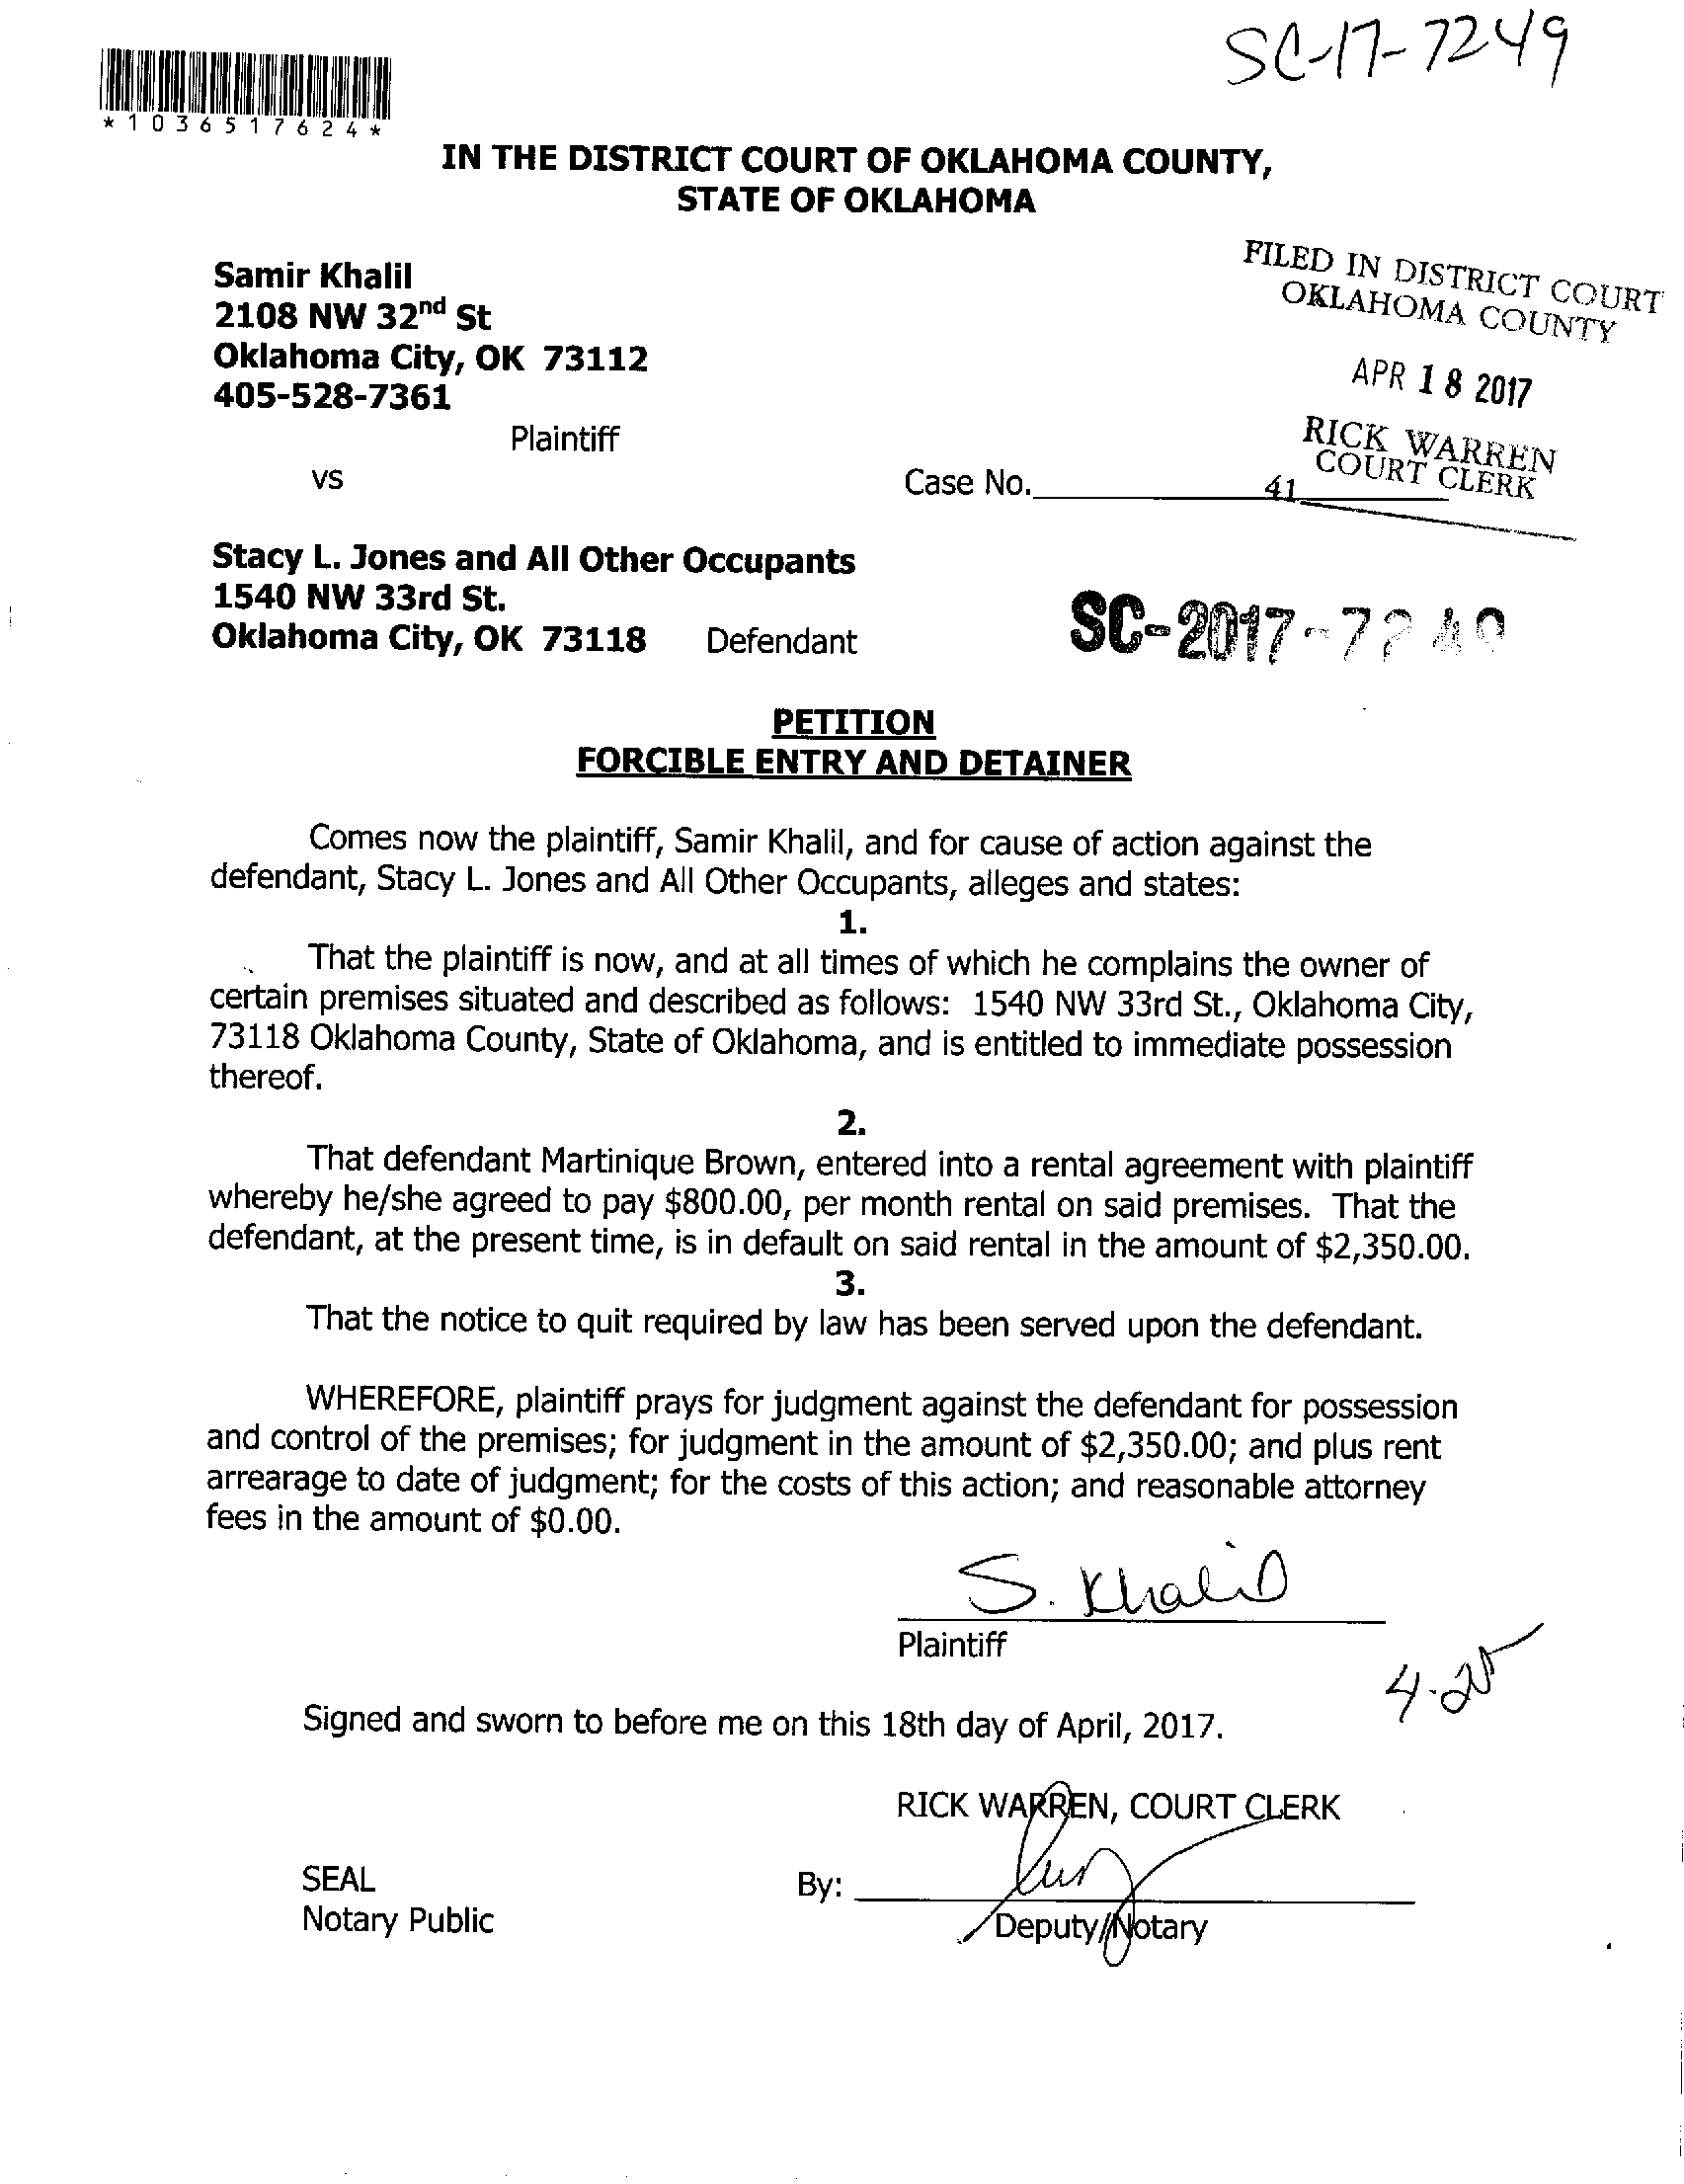 SC-17-7249
*1036517624*
IN THE DISTRICT COURT OF OKLAHOMA COUNTY,
STATE OF OKLAHOMA
FILED IN DISTRICT COURT
OKLAHOMA COUNTY
APR 18 2017
RICK WARREN
COURT CLERK
41
Samir Khalil
2108 NW 32nd St
Oklahoma City, OK 73112
405-528-7361
Plaintiff
vs
Case No.
Stacy L. Jones and All Other Occupants
1540 NW 33rd St.
Oklahoma City, OK 73118 Defendant
SC-2017-
PETITION
FORCIBLE ENTRY AND DETAINER
Comes now the plaintiff, Samir Khalil, and for cause of action against the
defendant, Stacy L. Jones and All Other Occupants, alleges and states:
1.
That the plaintiff is now, and at all times of which he complains the owner of
certain premises situated and described as follows: 1540 NW 33rd St., Oklahoma City,
73118 Oklahoma County, State of Oklahoma, and is entitled to immediate possession
thereof.
2.
That defendant Martinique Brown, entered into a rental agreement with plaintiff
whereby he/she agreed to pay $800.00, per month rental on said premises. That the
defendant, at the present time, is in default on said rental in the amount of $2,350.00.
3.
That the notice to quit required by law has been served upon the defendant.
WHEREFORE, plaintiff prays for judgment against the defendant for possession
and control of the premises; for judgment in the amount of $2,350.00; and plus rent
arrearage to date of judgment; for the costs of this action; and reasonable attorney
fees in the amount of $0.00.
S. Khalil
Plaintiff
4-25
Signed and sworn to before me on this 18th day of April, 2017.
RICK WARREN, COURT CLERK
SEAL
By:
Notary Public
Deputy/Notary